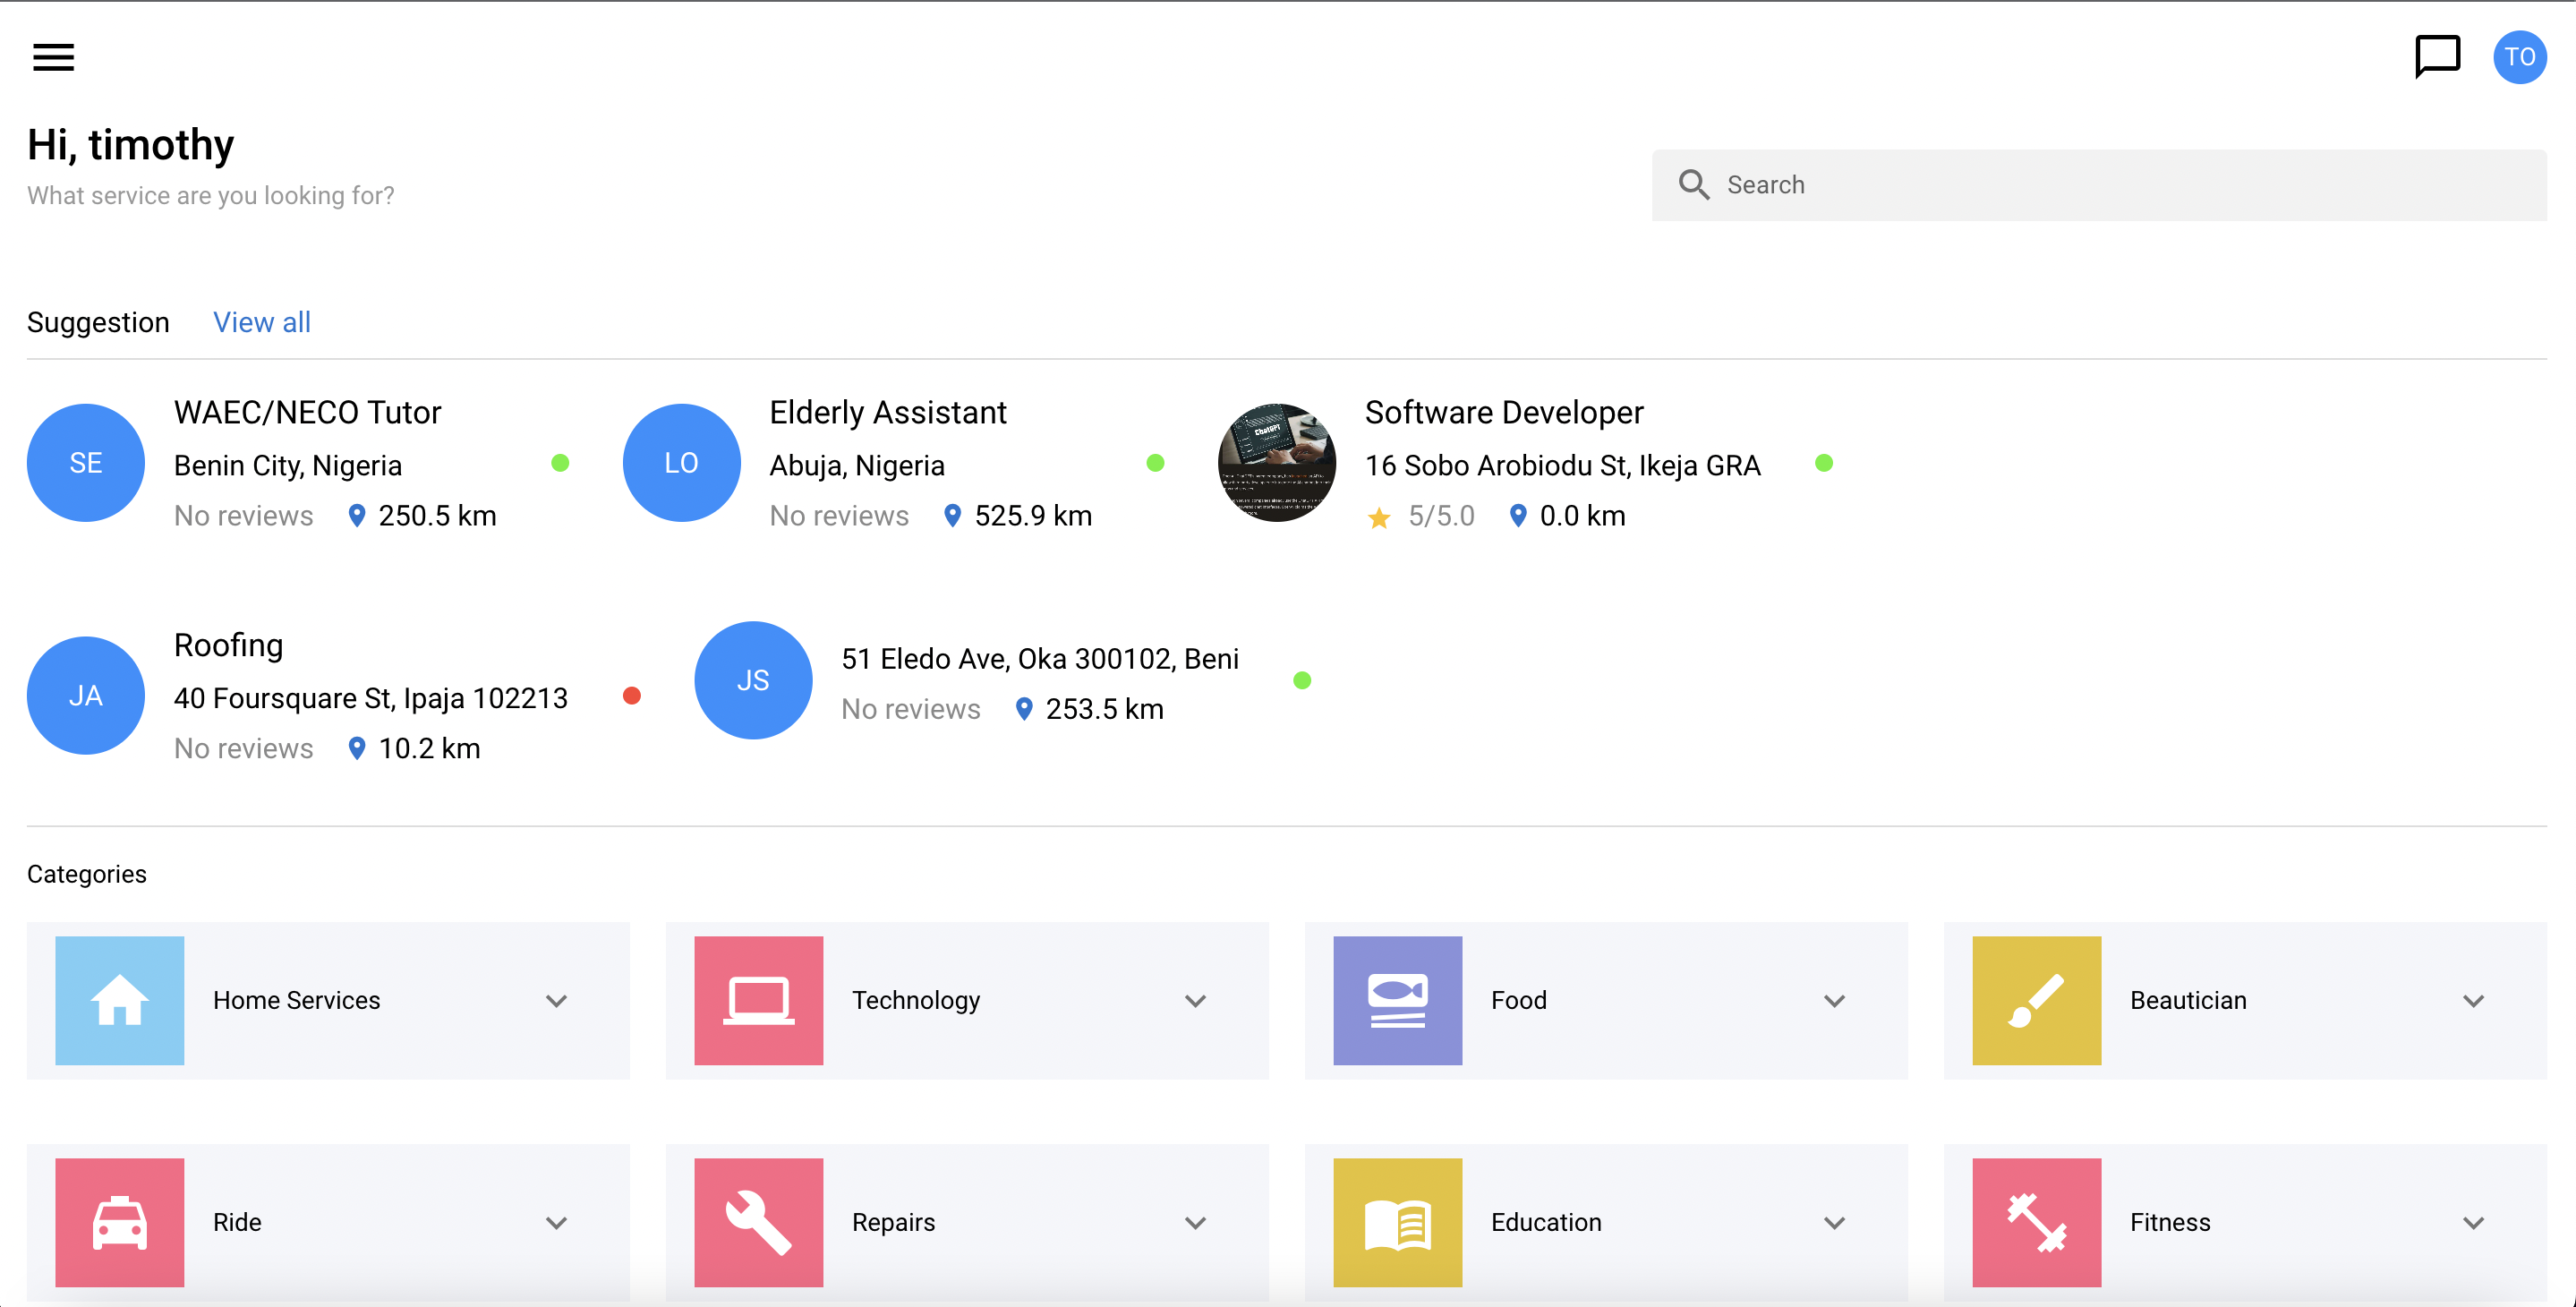 TO
Hi, timothy
What service are you looking for?
Search
Suggestion View all
SE
WAEC/NECO Tutor
Benin City, Nigeria
No reviews 250.5 km
LO
Elderly Assistant
Abuja, Nigeria
No reviews 525.9 km
ChatGPT
Software Developer
16 Sobo Arobiodu St, Ikeja GRA
5/5.0 0.0 km
JA
Roofing
40 Foursquare St, Ipaja 102213
No reviews 10.2 km
JS
51 Eledo Ave, Oka 300102, Beni
No reviews 253.5 km
Categories
Home Services
Technology
Food
Beautician
Ride
Repairs
Education
Fitness